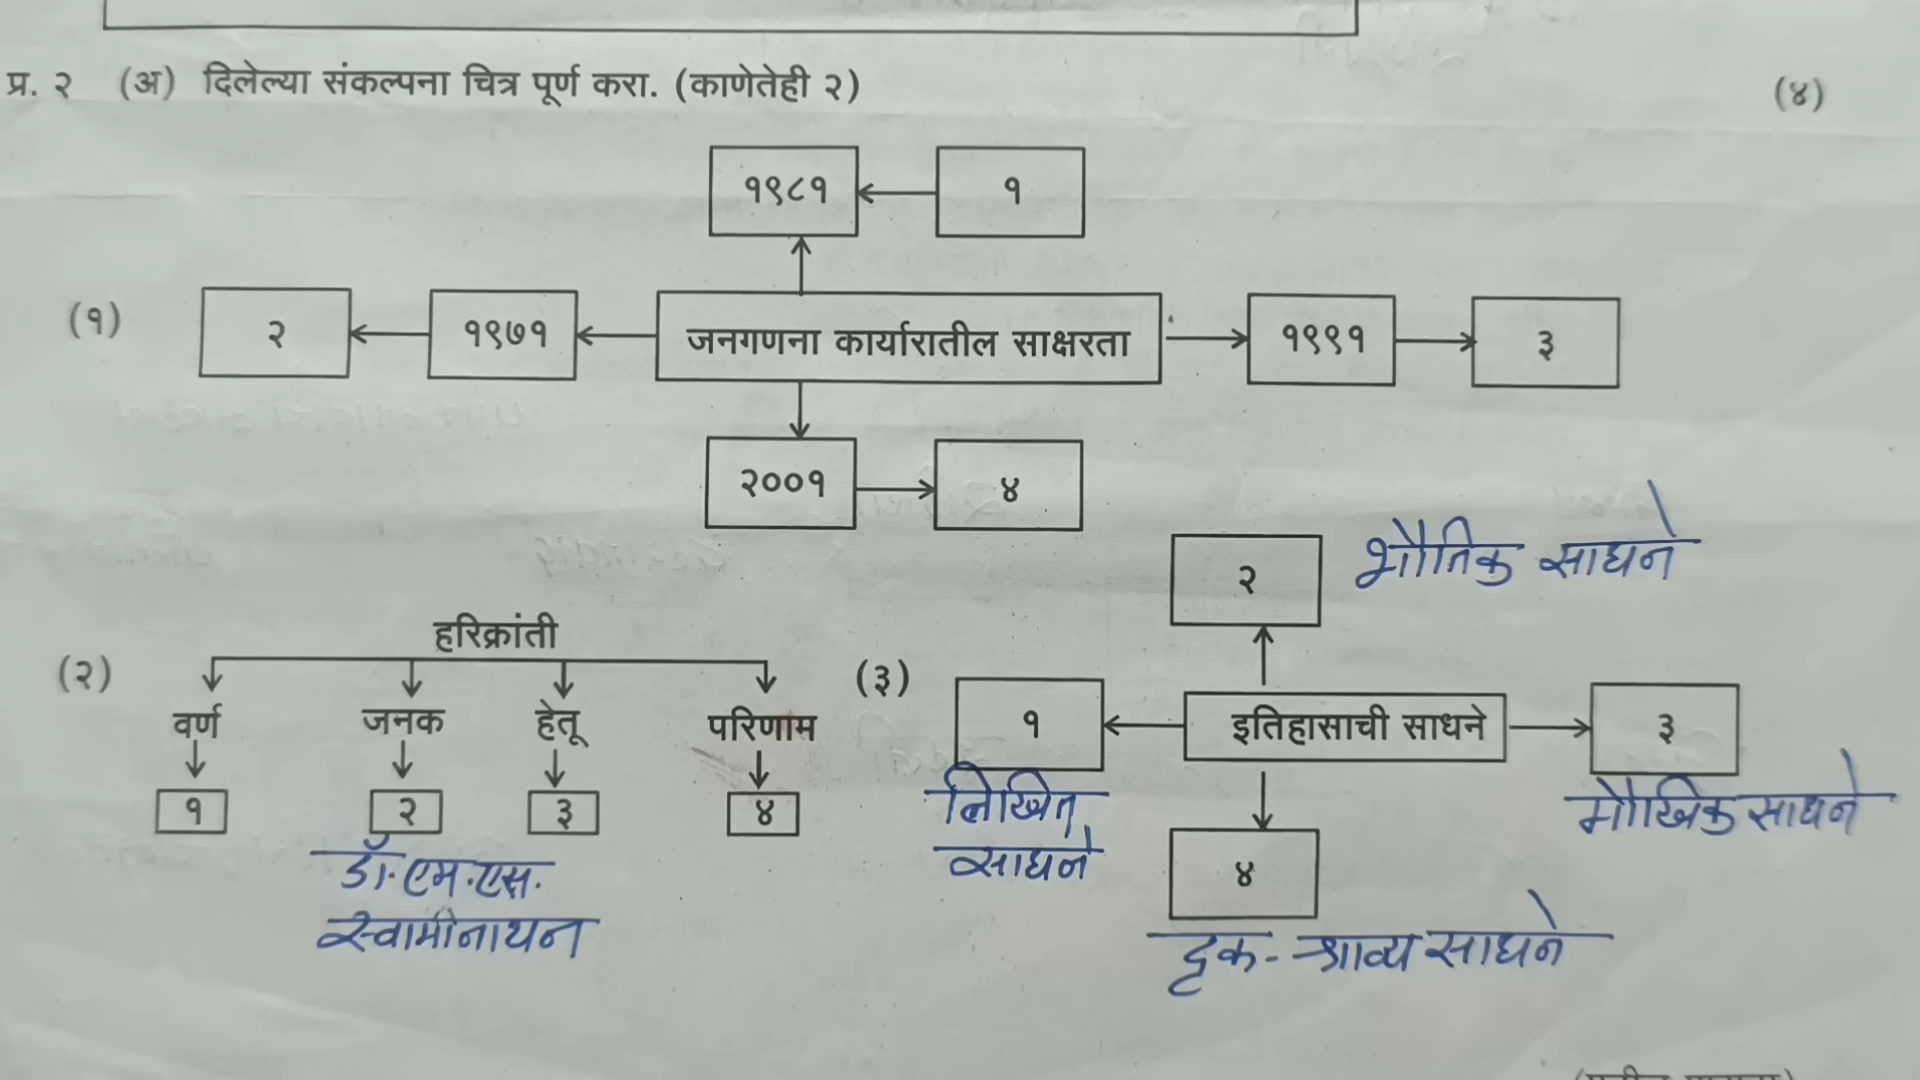 प्र. २ (अ) दिलेल्या संकल्पना चित्र पूर्ण करा. (काणेतेही २) (४)
१९८१ १
(१) २ १९७१ जनगणना कार्यारातील साक्षरता १९९१ ३
२००१ ४
२ भौतिक साधने
हरिक्रांती
(२) (३)
वर्ण जनक हेतू परिणाम १ इतिहासाची साधने ३
१ २ ३ ४ लिखित मौखिक साधने
डॉ.एम.एस. साधने ४
स्वामीनाथन
दृक-श्राव्य साधने